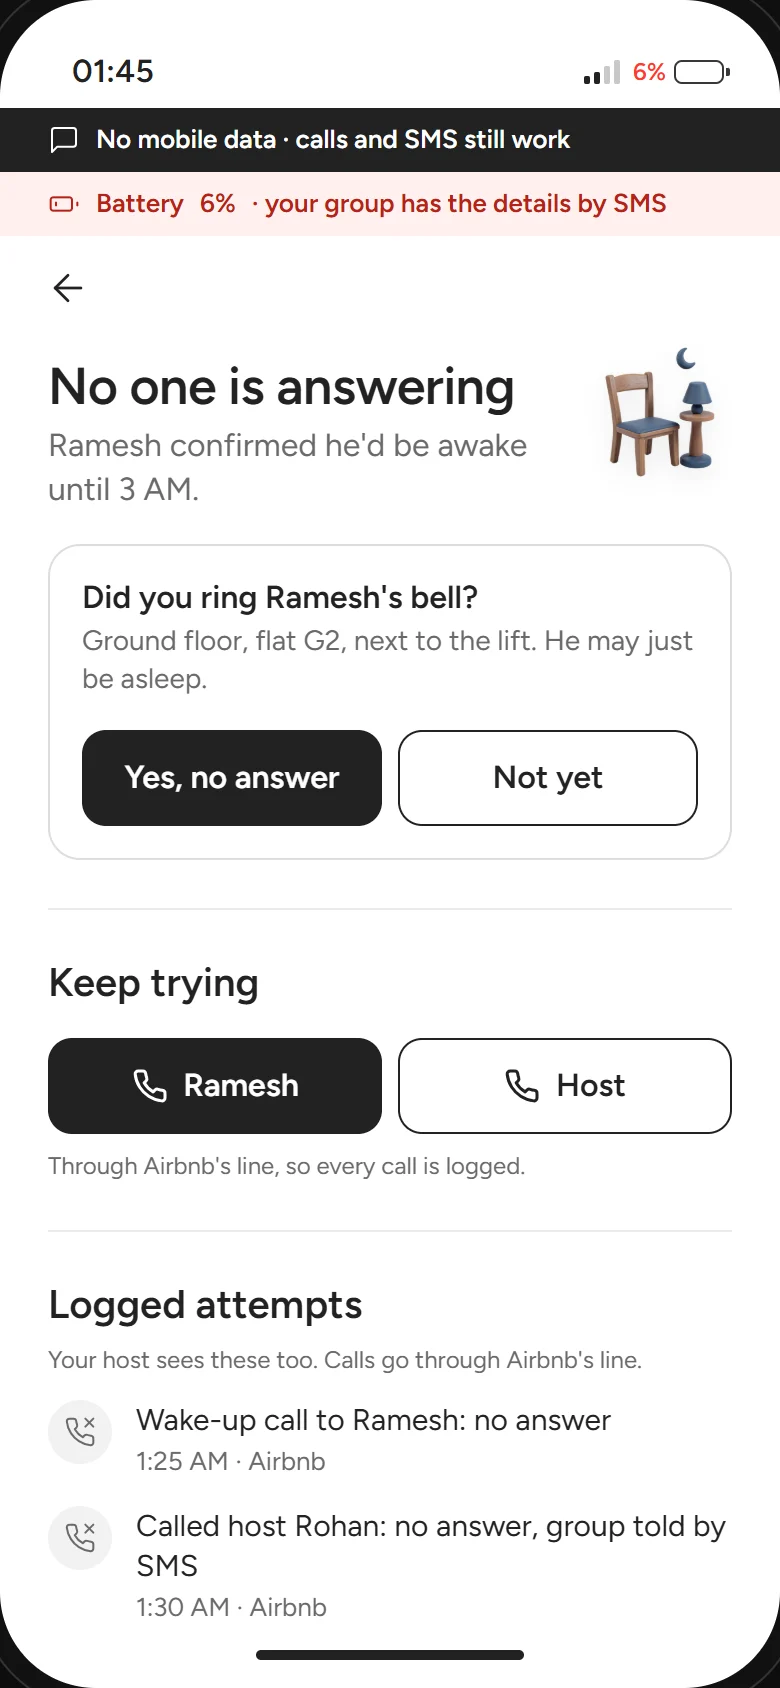 01:45
6%
No mobile data · calls and SMS still work
Battery 6% · your group has the details by SMS
No one is answering
Ramesh confirmed he'd be awake
until 3 AM.
Did you ring Ramesh's bell?
Ground floor, flat G2, next to the lift. He may just
be asleep.
Yes, no answer
Not yet
Keep trying
Ramesh
Host
Through Airbnb's line, so every call is logged.
Logged attempts
Your host sees these too. Calls go through Airbnb's line.
Wake-up call to Ramesh: no answer
1:25 AM · Airbnb
Called host Rohan: no answer, group told by
SMS
1:30 AM · Airbnb